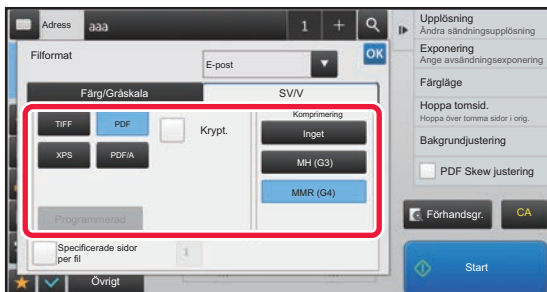 Adress aaa 1 +
Filformat
E-post
OK
Färg/Gråskala SV/V
TIFF PDF Krypt.
XPS PDF/A
Programmerad
Komprimering
Inget
MH (G3)
MMR (G4)
Specificerade sidor
per fil
1
Övrigt
Upplösning
Ändra sändningsupplösning
Exponering
Ange avsändningsexponering
Färgläge
Hoppa tomsid.
Hoppa över tomma sidor i orig.
Bakgrundjustering
PDF Skew justering
Förhandsgr. CA
Start